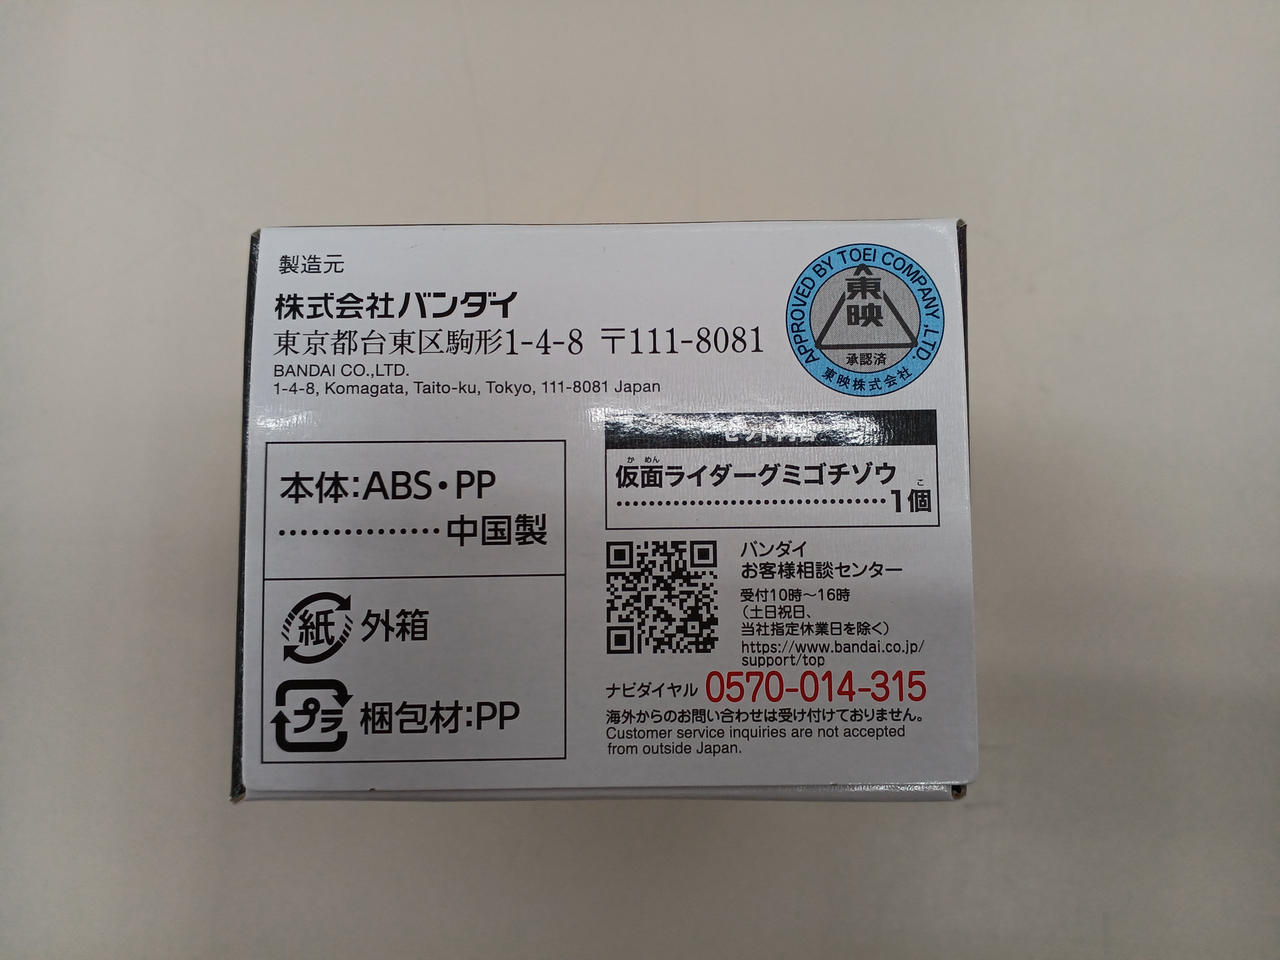 製造元
株式会社バンダイ
東京都台東区駒形1-4-8 〒111-8081
BANDAI CO.,LTD.
1-4-8, Komagata, Taito-ku, Tokyo, 111-8081 Japan
APPROVED BY TOEI COMPANY ,LTD.
東映
承認済
東映株式会社
本体:ABS・PP
……………中国製
紙 外箱
プラ 梱包材:PP
セット内容
かめん
仮面ライダーグミゴチゾウ
こ
……………………………1個
バンダイ
お客様相談センター
受付10時〜16時
(土日祝日、
当社指定休業日を除く)
https://www.bandai.co.jp/
support/top
ナビダイヤル 0570-014-315
海外からのお問い合わせは受け付けておりません。
Customer service inquiries are not accepted
from outside Japan.